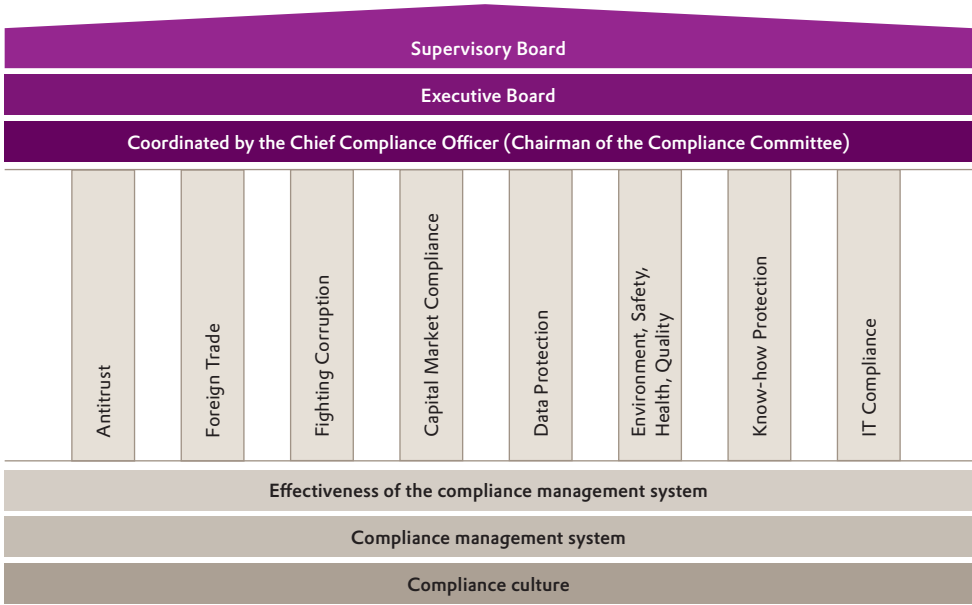 Supervisory Board
Executive Board
Coordinated by the Chief Compliance Officer (Chairman of the Compliance Committee)
Antitrust
Foreign Trade
Fighting Corruption
Capital Market Compliance
Data Protection
Environment, Safety,
Health, Quality
Know-how Protection
IT Compliance
Effectiveness of the compliance management system
Compliance management system
Compliance culture